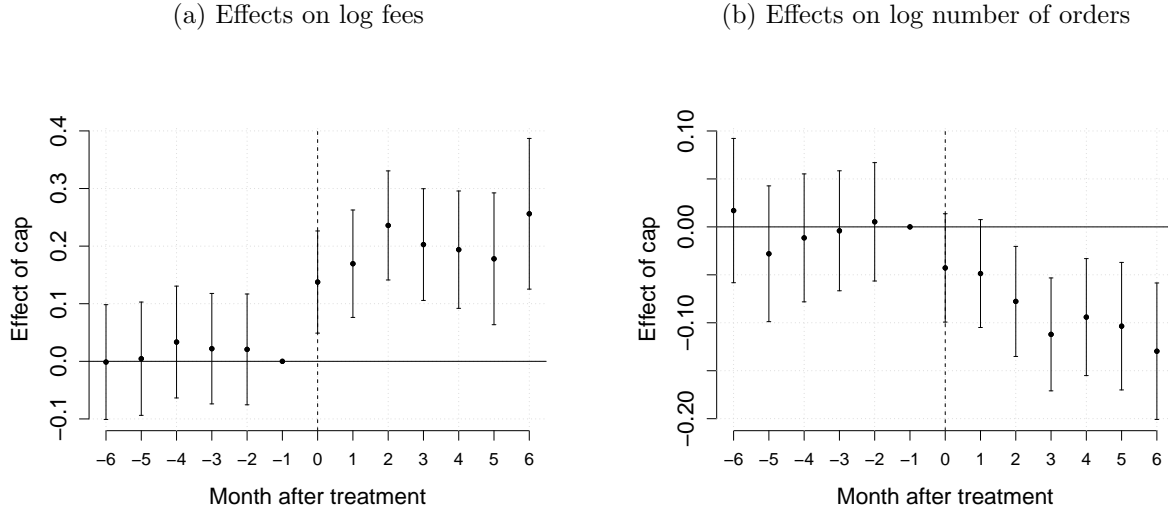 (a) Effects on log fees
(b) Effects on log number of orders
Effect of cap
0.4
0.3
0.2
0.1
0.0
−0.1
−6 −5 −4 −3 −2 −1 0 1 2 3 4 5 6
Month after treatment
Effect of cap
0.10
0.00
−0.10
−0.20
−6 −5 −4 −3 −2 −1 0 1 2 3 4 5 6
Month after treatment